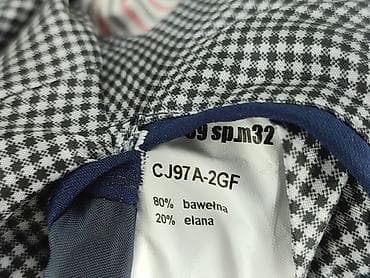 sp.m32
CJ97A-2GF
80% bawełna
20% elana